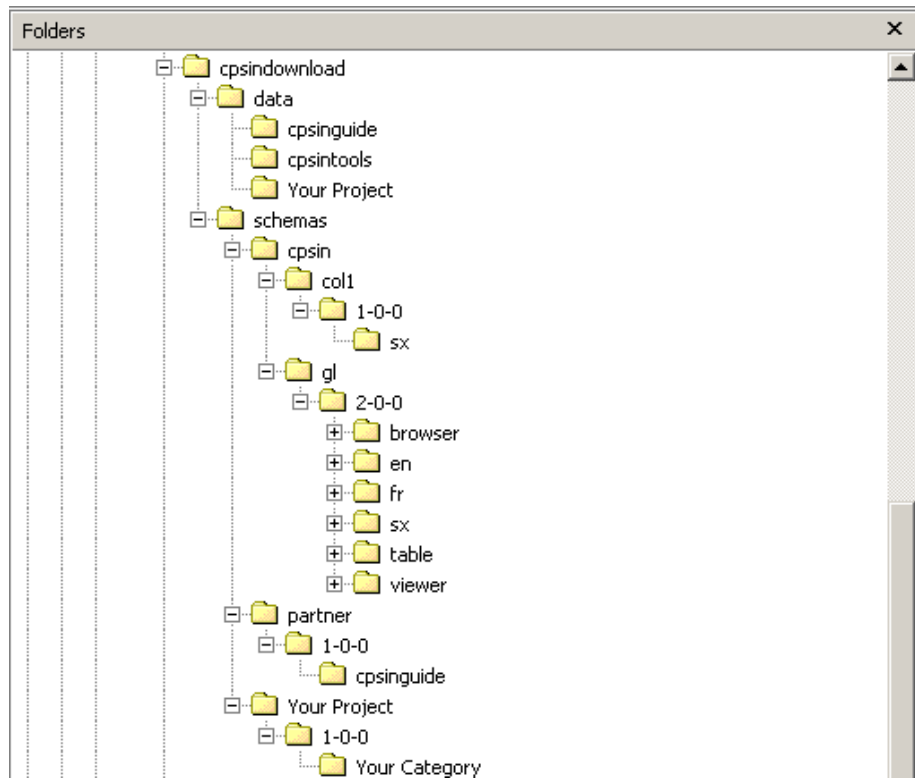 Folders
cpsindownload
data
cpsinguide
cpsintools
Your Project
schemas
cpsin
col1
1-0-0
sx
gl
2-0-0
browser
en
fr
sx
table
viewer
partner
1-0-0
cpsinguide
Your Project
1-0-0
Your Category